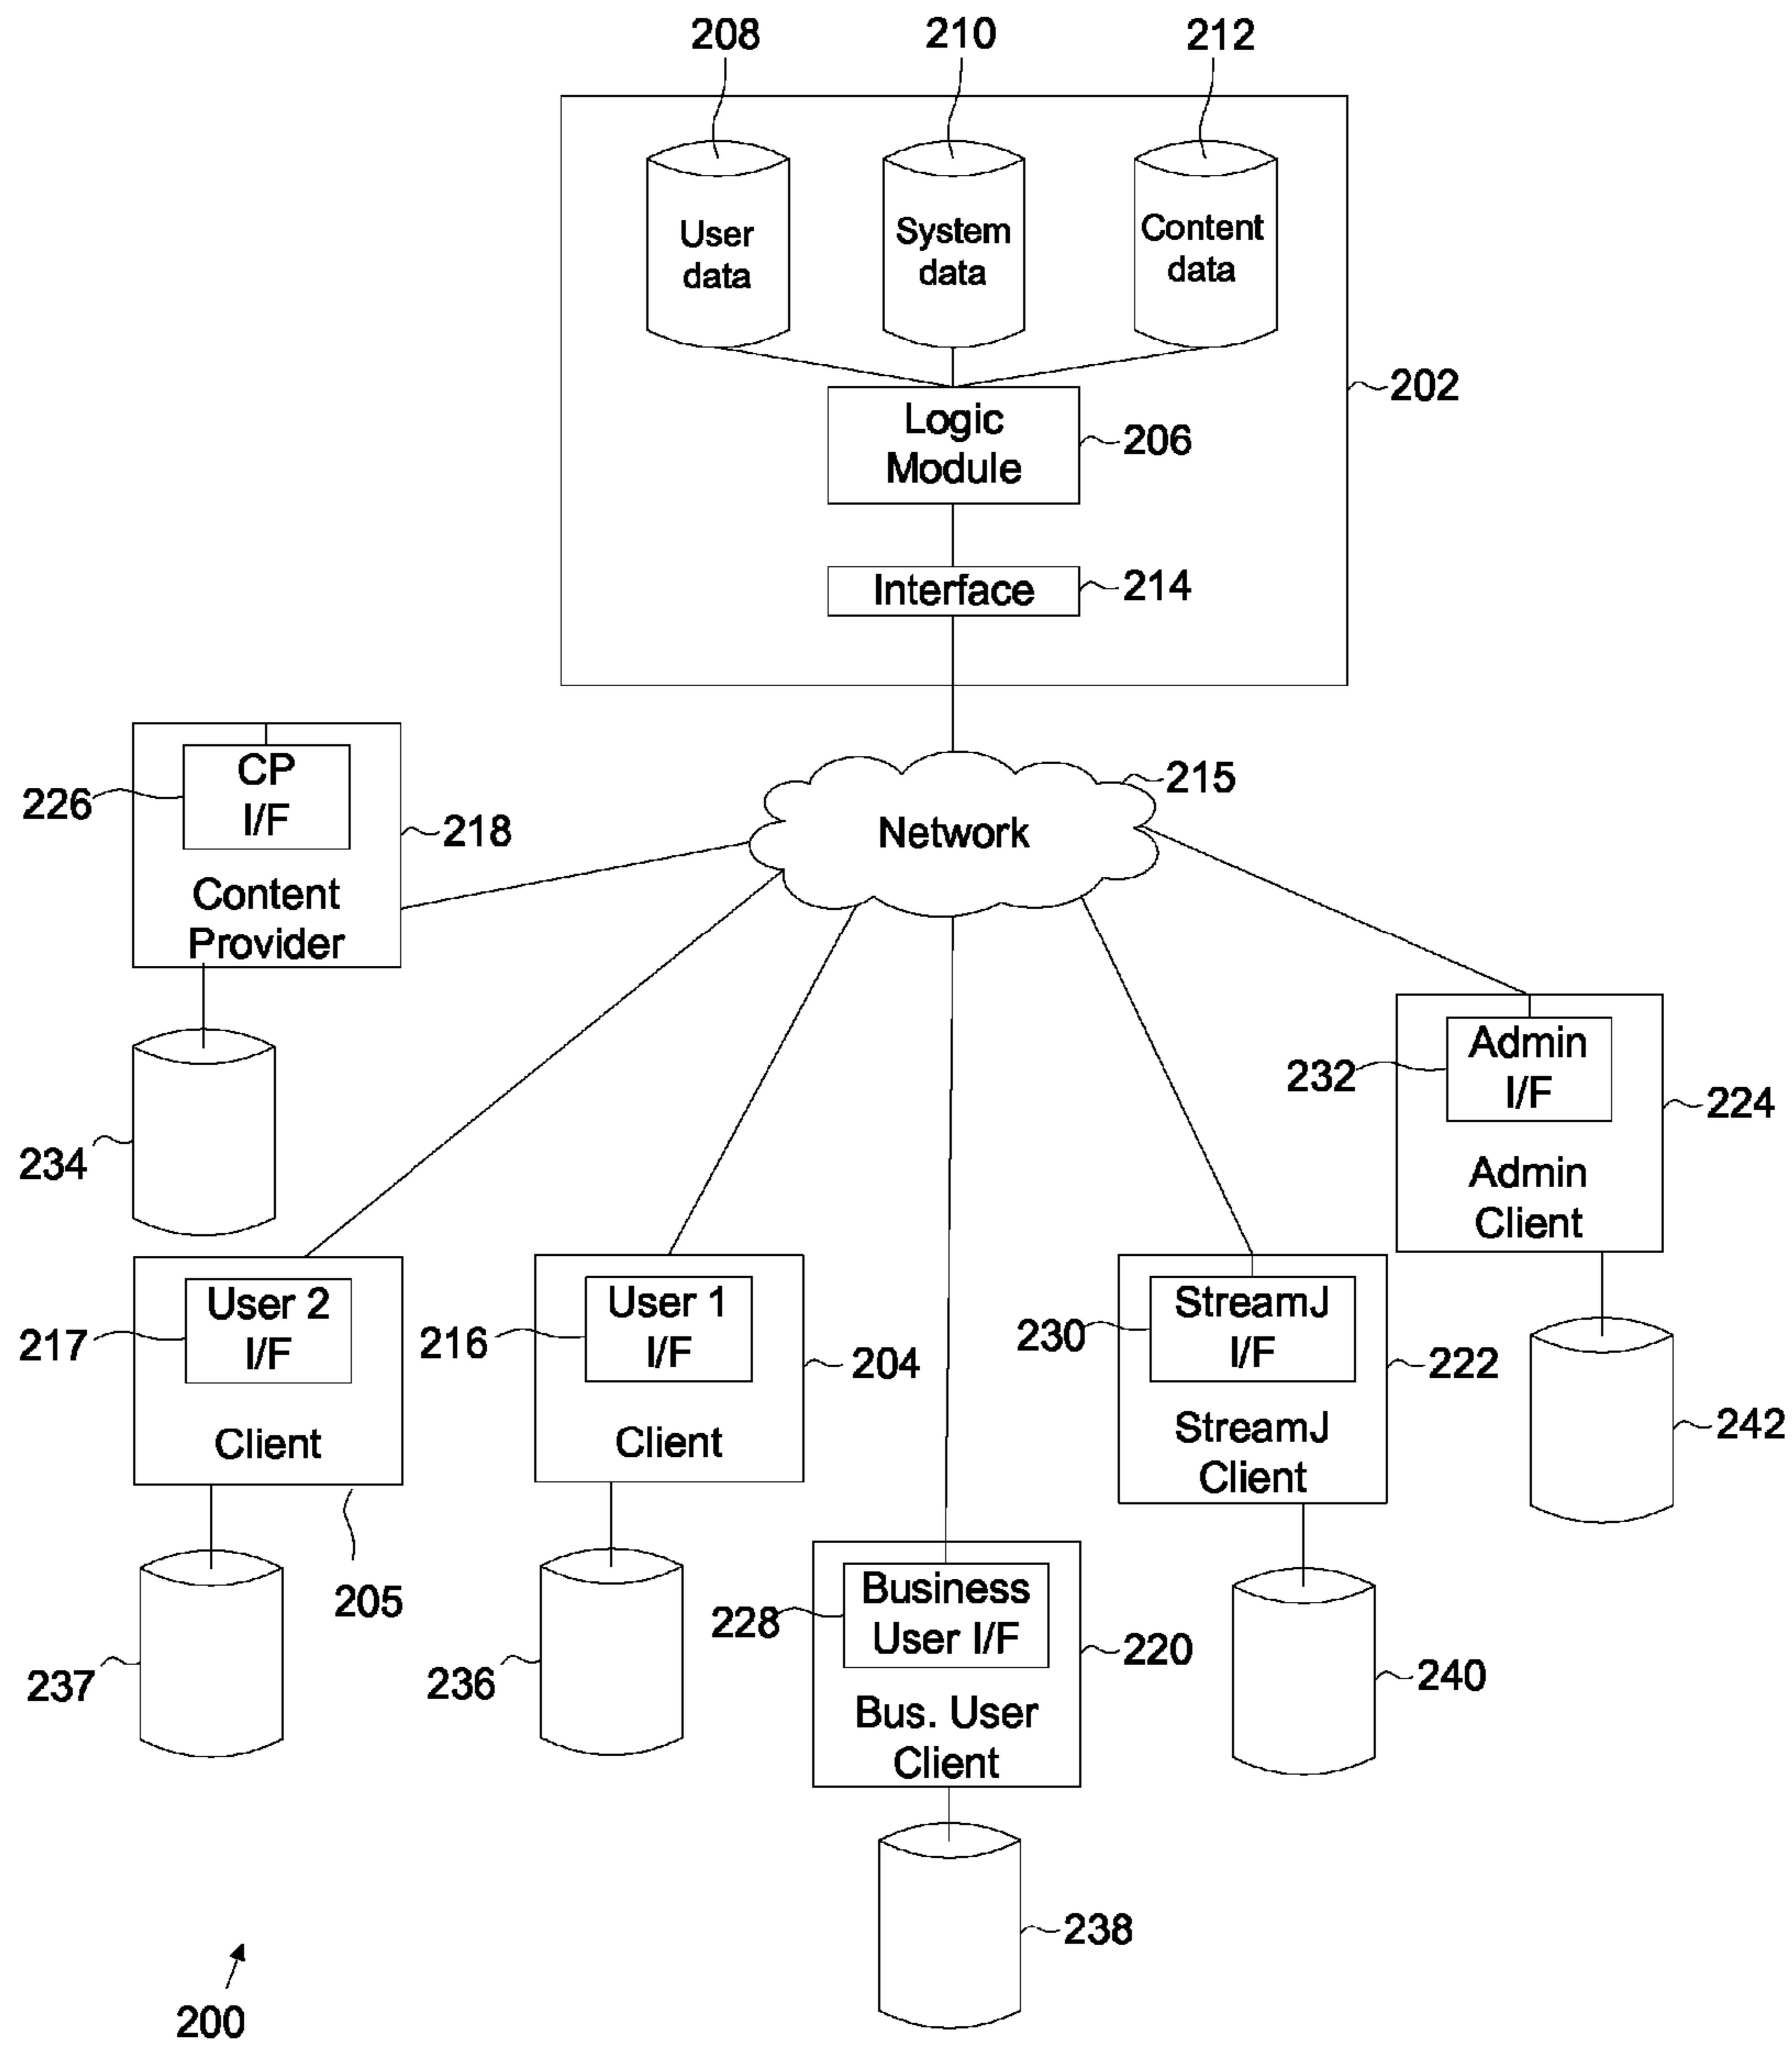 208
210
212
User
data
System
data
Content
data
202
Logic
Module
206
Interface
214
215
Network
CP
I/F
226
218
Content
Provider
234
Admin
I/F
232
224
Admin
Client
242
User 2
I/F
217
Client
205
237
User 1
I/F
216
204
Client
236
StreamJ
I/F
230
222
StreamJ
Client
240
Business
User I/F
228
220
Bus. User
Client
238
200